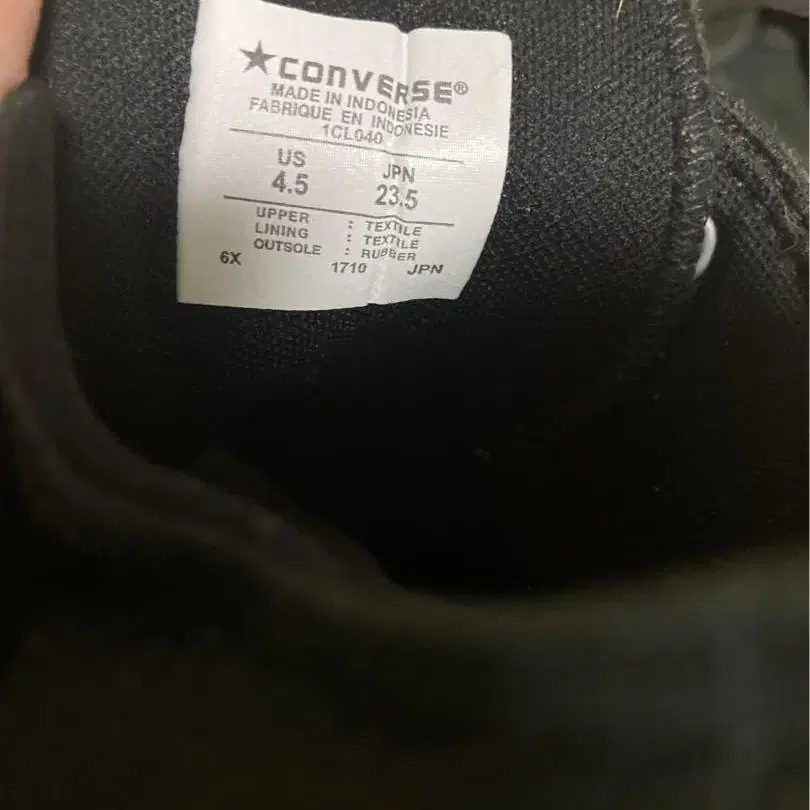 ★CONVERSE®
MADE IN INDONESIA
FABRIQUE EN INDONESIE
1CL040
US JPN
4.5 23.5
UPPER : TEXTILE
LINING : TEXTILE
OUTSOLE : RUBBER
6X 1710 JPN